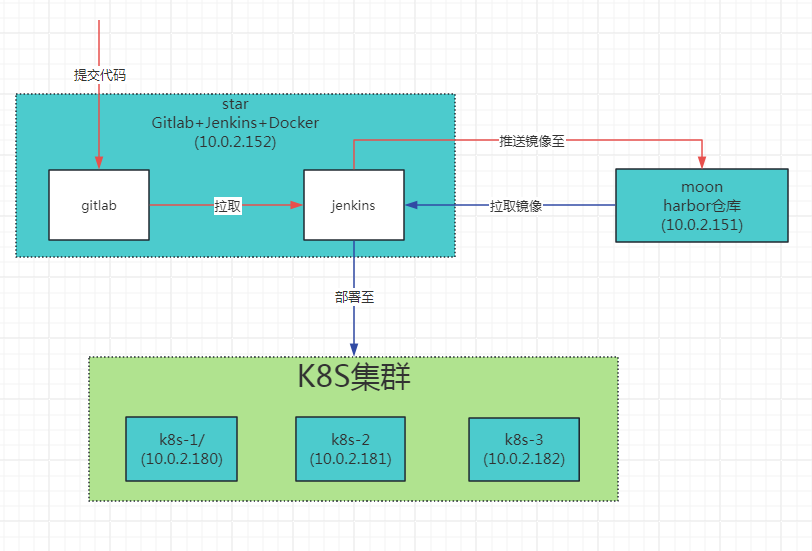 提交代码
star
Gitlab+Jenkins+Docker
(10.0.2.152)
gitlab
拉取
jenkins
推送镜像至
拉取镜像
moon
harbor仓库
(10.0.2.151)
部署至
K8S集群
k8s-1/
(10.0.2.180)
k8s-2
(10.0.2.181)
k8s-3
(10.0.2.182)